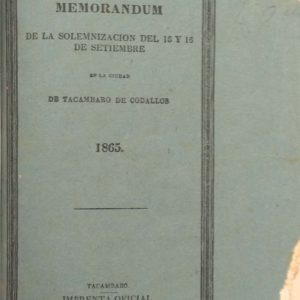 MEMORANDUM
DE LA SOLEMNIZACION DEL 15 Y 16
DE SETIEMBRE
EN LA CIUDAD
DE TACAMBARO DE CODALLOS
1865.
TACAMBARO.
IMPRENTA OFICIAL